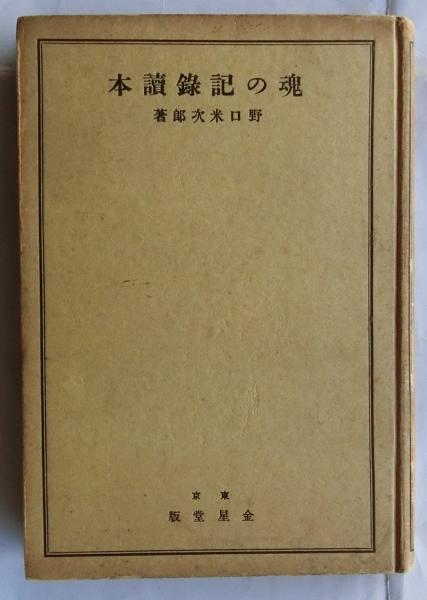 魂の記錄讀本
野口米次郎著
東京
金星堂版